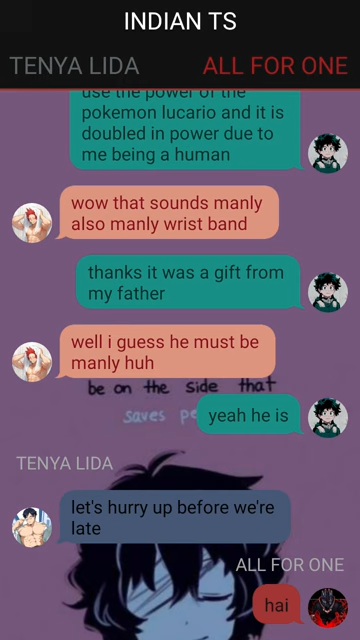 INDIAN TS
TENYA LIDA
ALL FOR ONE
use the power of the
pokemon lucario and it is
doubled in power due to
me being a human
wow that sounds manly
also manly wrist band
thanks it was a gift from
my father
well i guess he must be
manly huh
be on the side that
saves
yeah he is
TENYA LIDA
let's hurry up before we're
late
ALL FOR ONE
hai